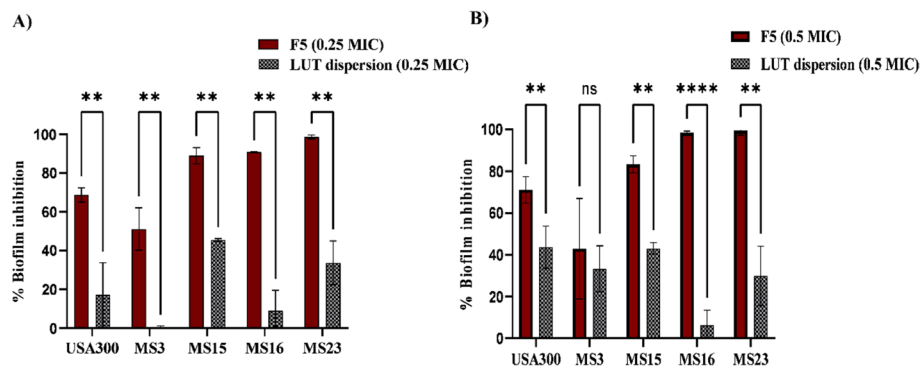 A)
F5 (0.25 MIC)
LUT dispersion (0.25 MIC)
** ** ** ** **
% Biofilm inhibition
100
80
60
40
20
0
USA300 MS3 MS15 MS16 MS23
B)
F5 (0.5 MIC)
LUT dispersion (0.5 MIC)
** ns ** **** **
% Biofilm inhibition
100
80
60
40
20
0
USA300 MS3 MS15 MS16 MS23